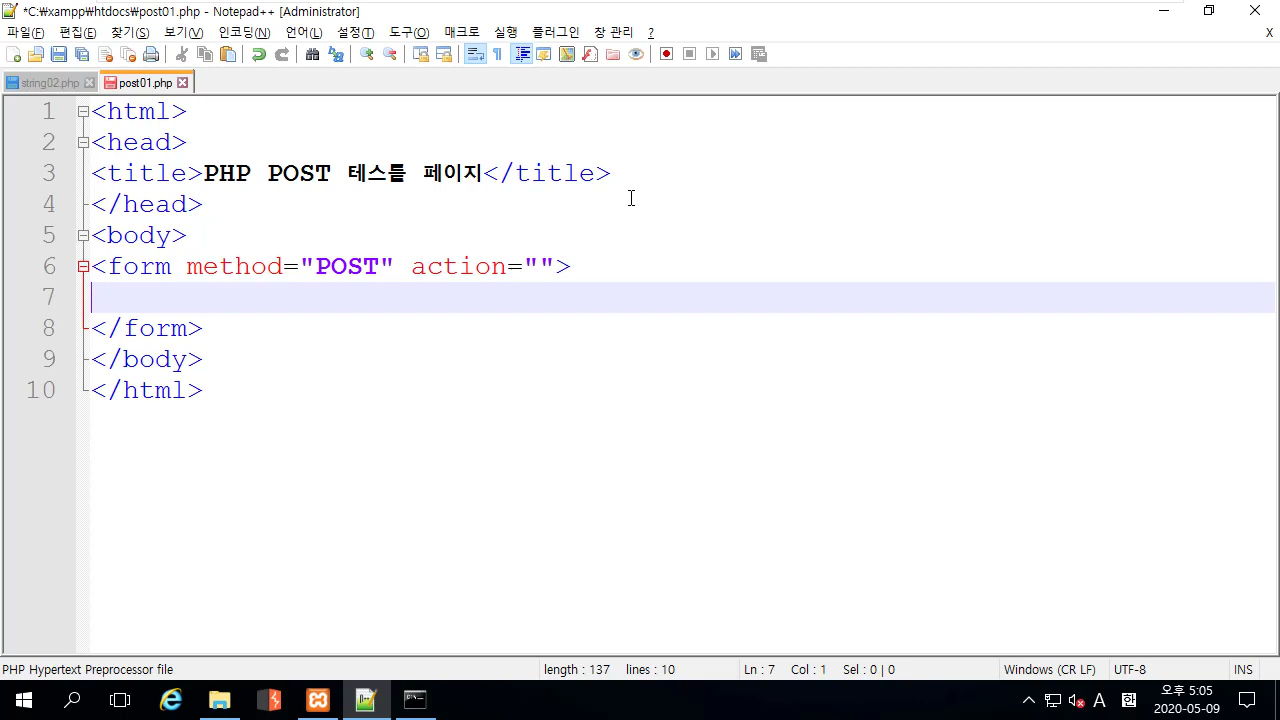 *C:₩xampp₩htdocs₩post01.php - Notepad++ [Administrator]
파일(F) 편집(E) 찾기(S) 보기(V) 인코딩(N) 언어(L) 설정(T) 도구(O) 매크로 실행 플러그인 창 관리 ? X
string02.php post01.php
1 <html>
2 <head>
3 <title>PHP POST 테스틑 페이지</title>
4 </head>
5 <body>
6 <form method="POST" action="">
7
8 </form>
9 </body>
10 </html>
PHP Hypertext Preprocessor file length : 137 lines : 10 Ln : 7 Col : 1 Sel : 0 | 0 Windows (CR LF) UTF-8 INS
A 한 오후 5:05
2020-05-09